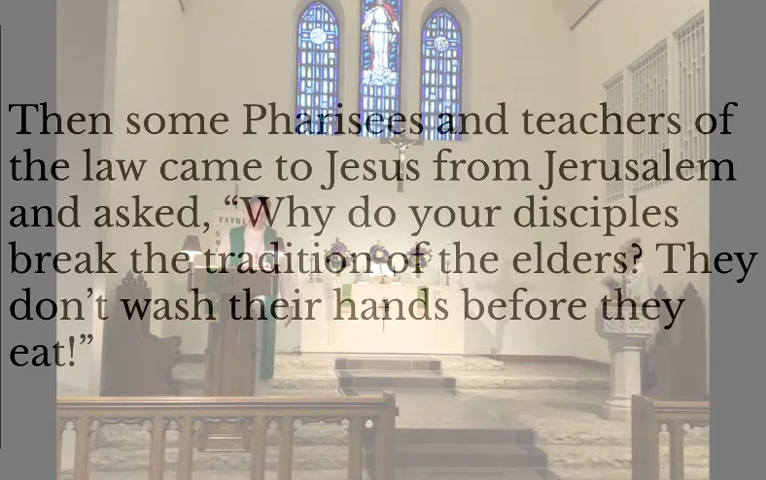 Then some Pharisees and teachers of
the law came to Jesus from Jerusalem
and asked, “Why do your disciples
break the tradition of the elders? They
don’t wash their hands before they
eat!”
FATHER